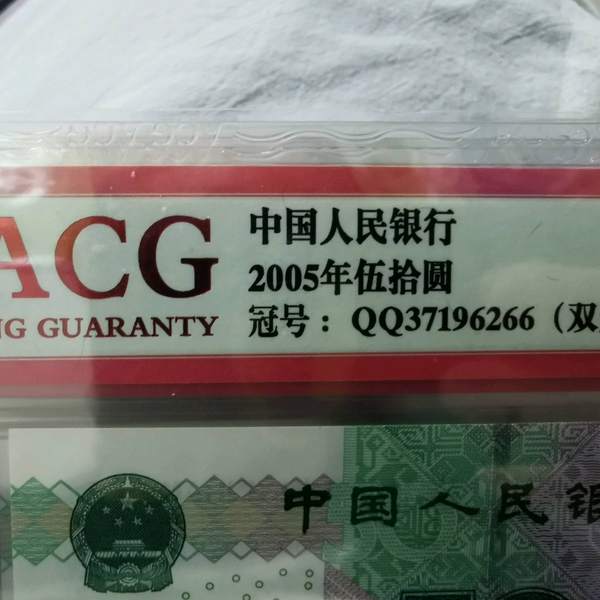 ACG
NG GUARANTY
中国人民银行
2005年伍拾圆
冠号：QQ37196266（双
中国人民银